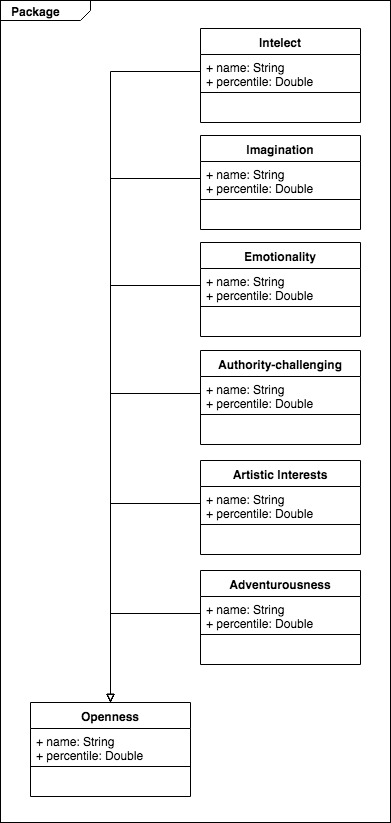 Package
Intelect
+ name: String
+ percentile: Double
Imagination
+ name: String
+ percentile: Double
Emotionality
+ name: String
+ percentile: Double
Authority-challenging
+ name: String
+ percentile: Double
Artistic Interests
+ name: String
+ percentile: Double
Adventurousness
+ name: String
+ percentile: Double
Openness
+ name: String
+ percentile: Double